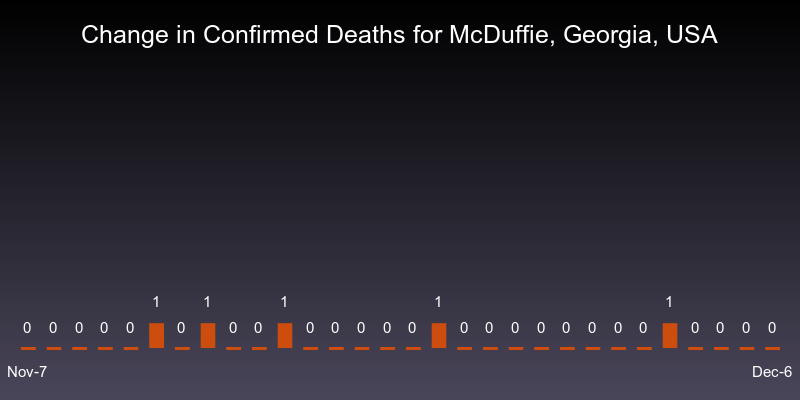 Change in Confirmed Deaths for McDuffie, Georgia, USA
1 1 1 1 1
0 0 0 0 0 0 0 0 0 0 0 0 0 0 0 0 0 0 0 0 0 0 0 0 0
Nov-7 Dec-6